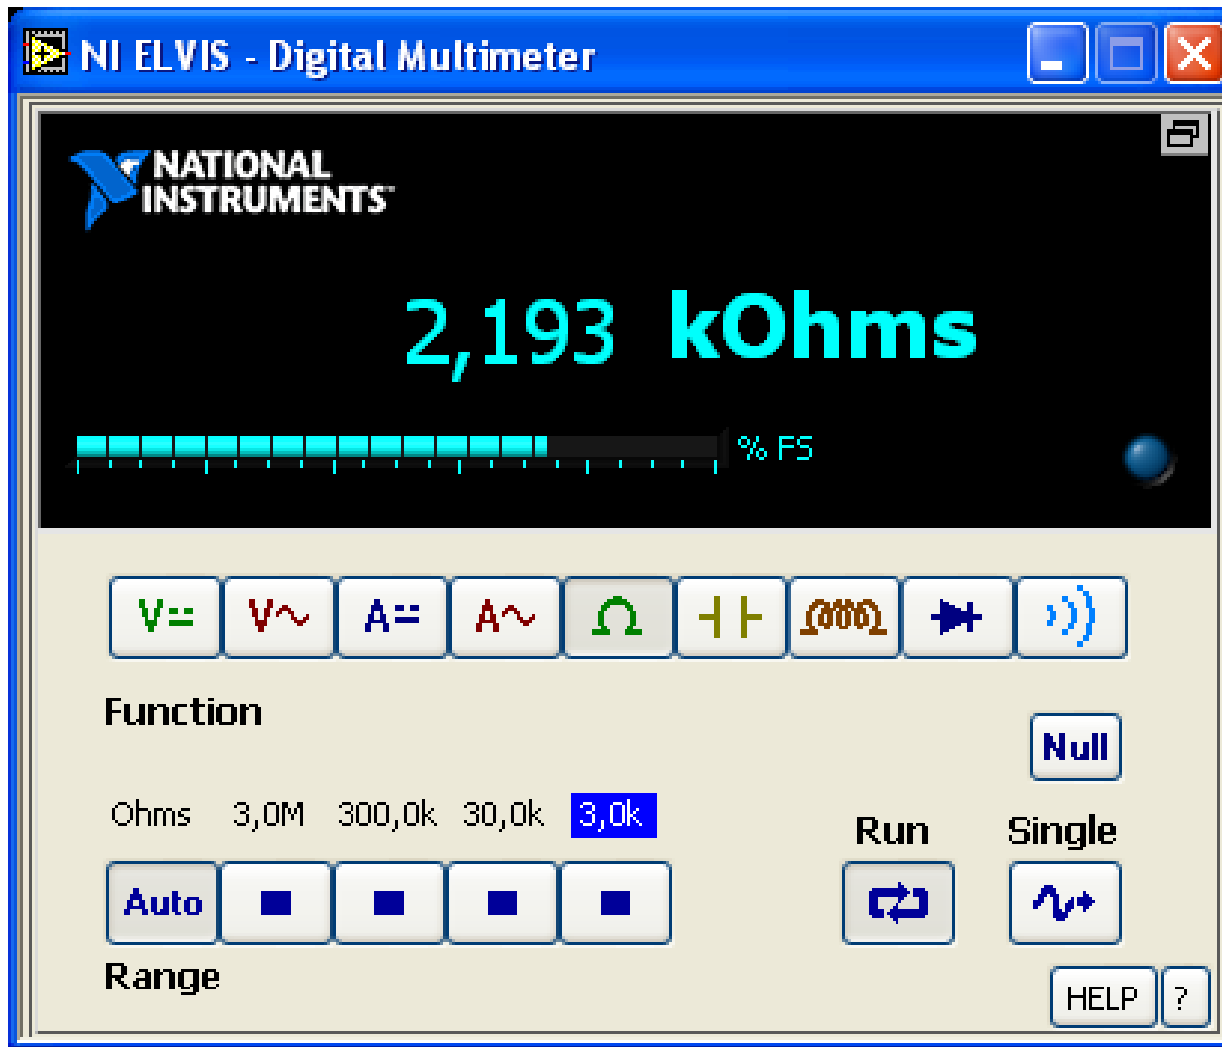 NI ELVIS - Digital Multimeter
NATIONAL
INSTRUMENTS™
2,193 kOhms
% FS
V V A A Ω
Function
Null
Ohms 3,0M 300,0k 30,0k 3,0k
Run Single
Auto
Range
HELP ?